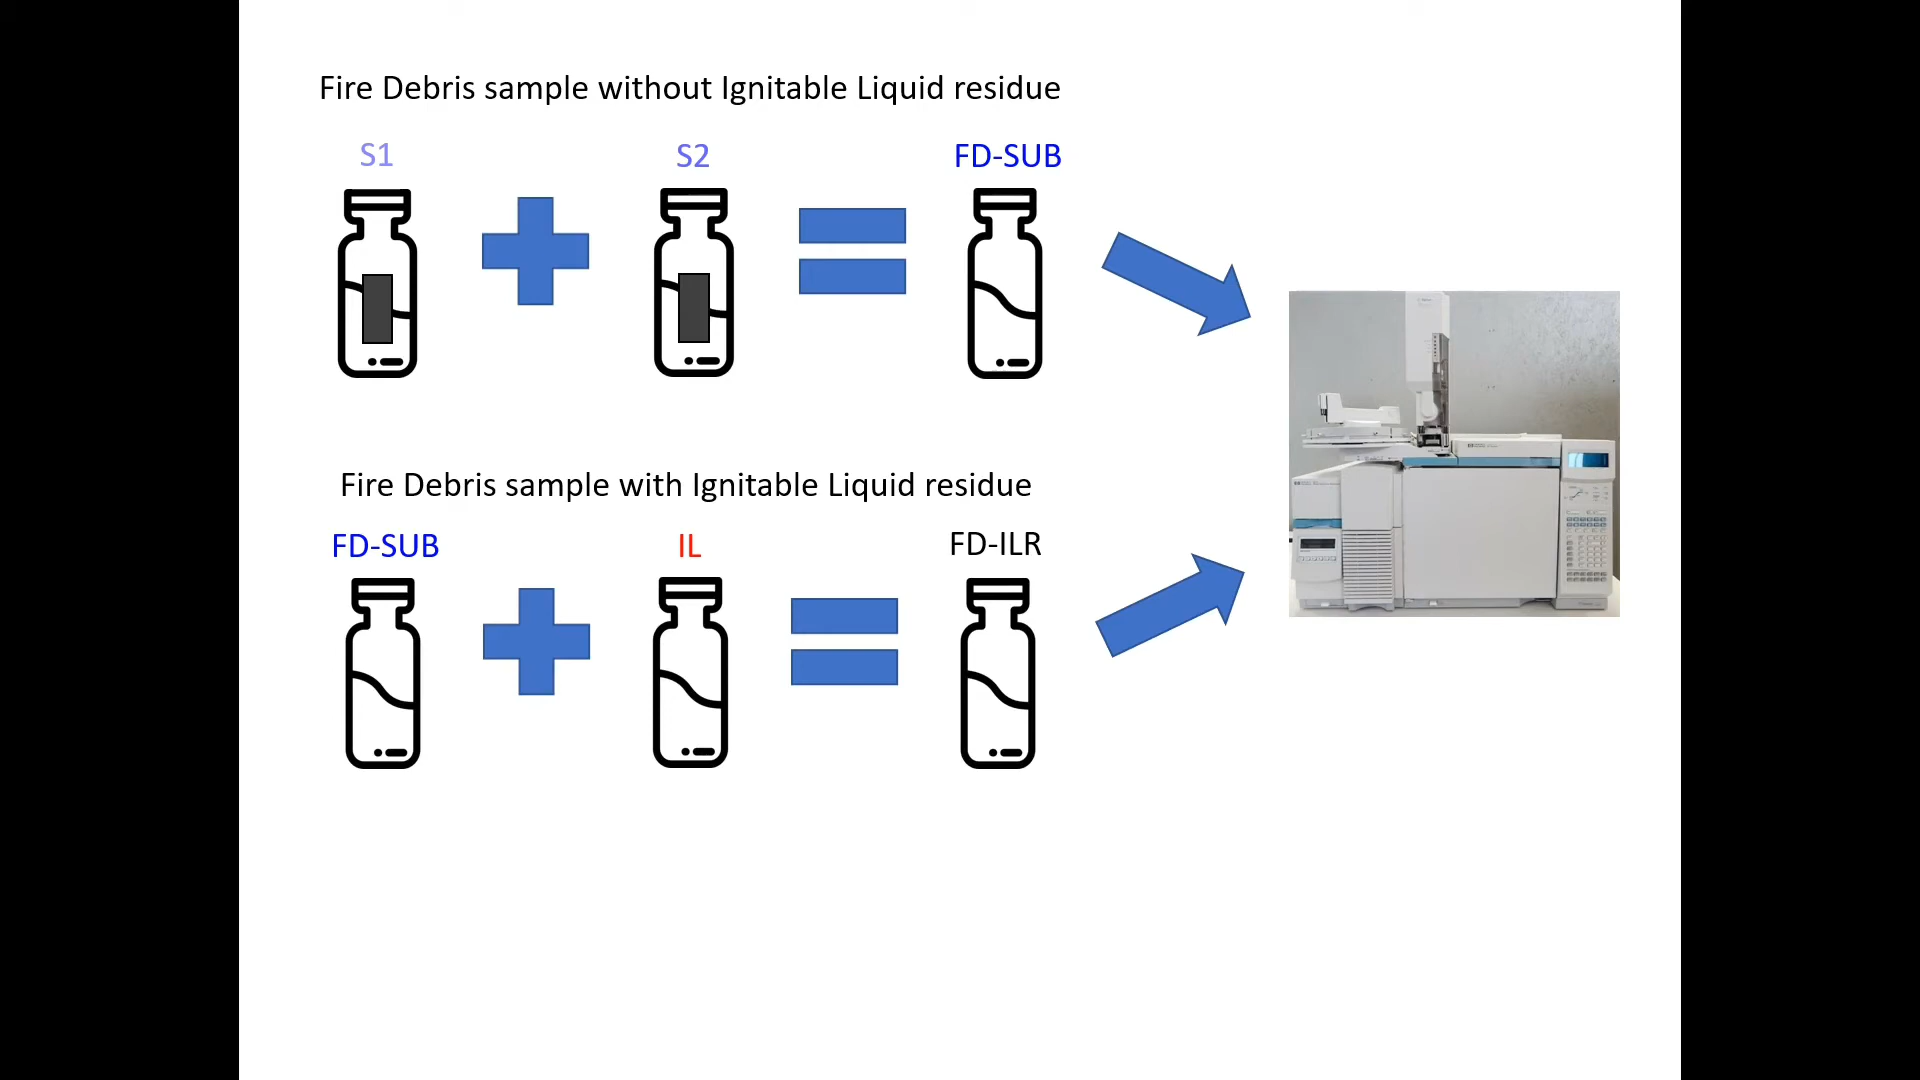 Fire Debris sample without Ignitable Liquid residue
S1 S2 FD-SUB
Fire Debris sample with Ignitable Liquid residue
FD-SUB IL FD-ILR